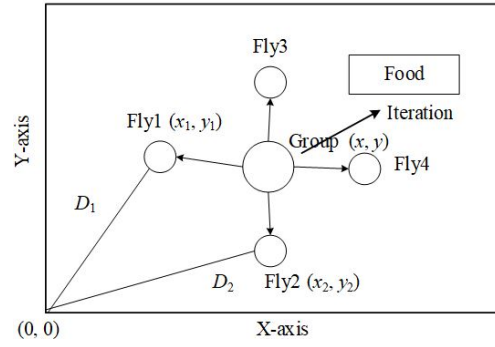 Fly3
Food
Fly1 (x₁, y₁)
Iteration
Group (x, y)
Fly4
Y-axis
D₁
D₂
Fly2 (x₂, y₂)
(0, 0)
X-axis